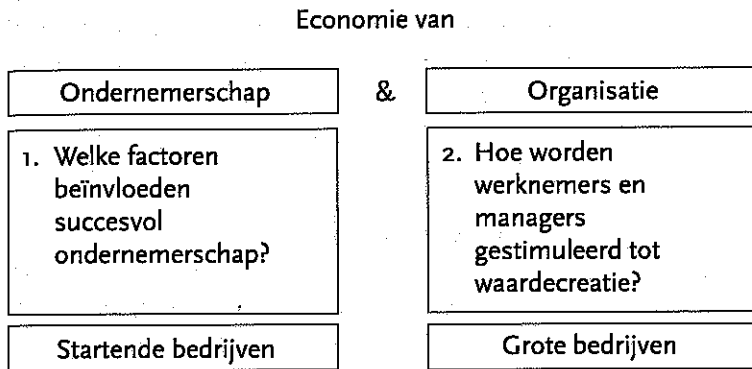 Economie van
Ondernemerschap & Organisatie
1. Welke factoren
beïnvloeden
succesvol
ondernemerschap?
2. Hoe worden
werknemers en
managers
gestimuleerd tot
waardecreatie?
Startende bedrijven
Grote bedrijven